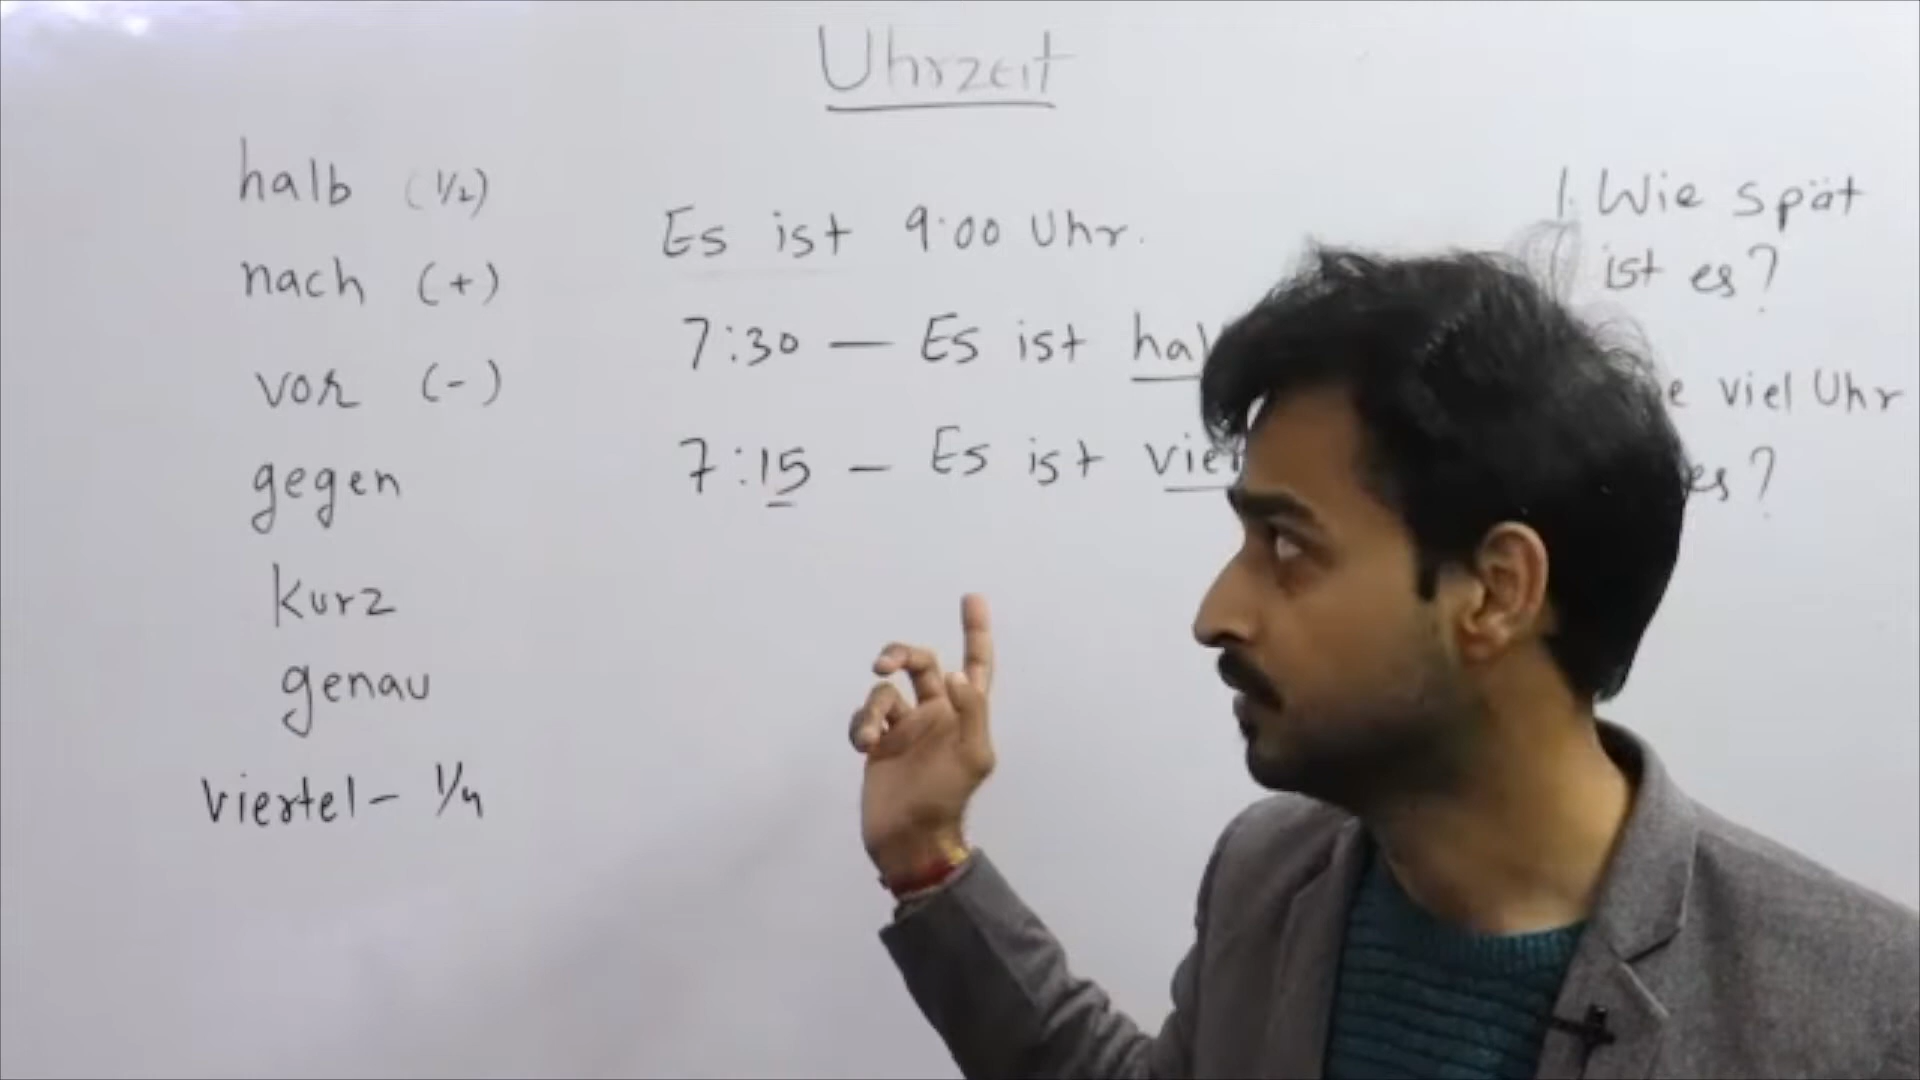 Uhrzeit
halb (1/2)
nach (+)
vor (-)
gegen
kurz
genau
viertel - 1/4
Es ist 9:00 Uhr.
7:30 — Es ist
7:15 — Es ist
1. Wie spät
ist es?
viel Uhr
es?